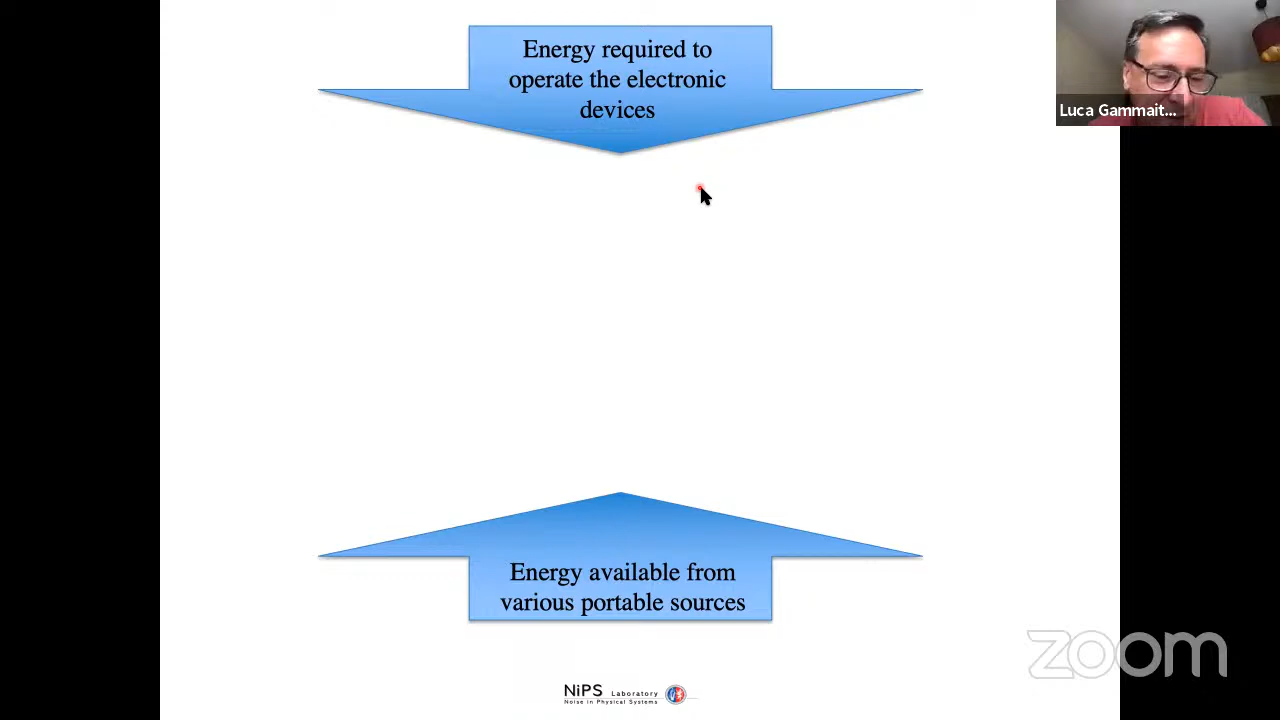 Energy required to
operate the electronic
devices
Luca Gammait...
Energy available from
various portable sources
zoom
NiPS Laboratory
Noise in Physical Systems